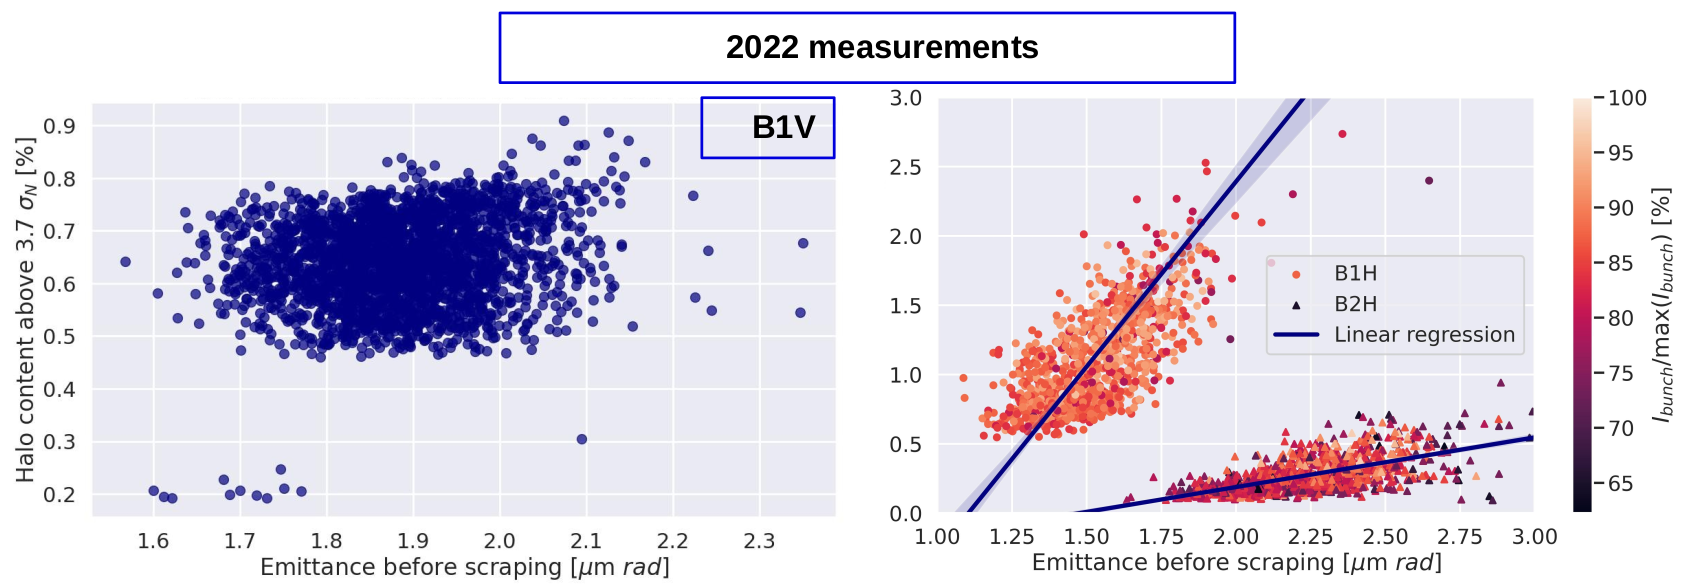 2022 measurements
B1V
Halo content above 3.7 σN [%]
0.9
0.8
0.7
0.6
0.5
0.4
0.3
0.2
1.6 1.7 1.8 1.9 2.0 2.1 2.2 2.3
Emittance before scraping [μm rad]
3.0
2.5
2.0
1.5
1.0
0.5
0.0
B1H
B2H
Linear regression
1.00 1.25 1.50 1.75 2.00 2.25 2.50 2.75 3.00
Emittance before scraping [μm rad]
100
95
90
85
80
75
70
65
Ibunch/max(Ibunch) [%]